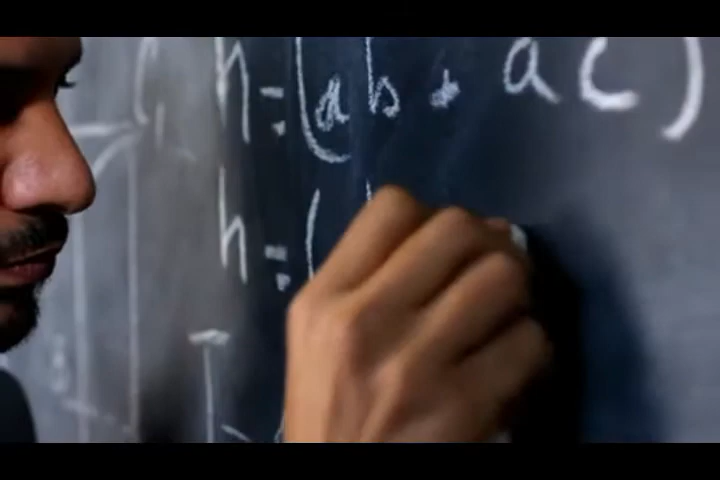 h = (ab · ac)
h = (